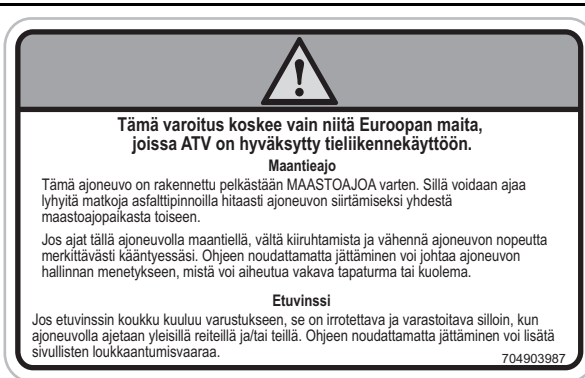 Tämä varoitus koskee vain niitä Euroopan maita,
joissa ATV on hyväksytty tieliikennekäyttöön.
Maantieajo
Tämä ajoneuvo on rakennettu pelkästään MAASTOAJOA varten. Sillä voidaan ajaa
lyhyitä matkoja asfalttipinnoilla hitaasti ajoneuvon siirtämiseksi yhdestä
maastoajopaikasta toiseen.
Jos ajat tällä ajoneuvolla maantiellä, vältä kiiruhtamista ja vähennä ajoneuvon nopeutta
merkittävästi kääntyessäsi. Ohjeen noudattamatta jättäminen voi johtaa ajoneuvon
hallinnan menetykseen, mistä voi aiheutua vakava tapaturma tai kuolema.
Etuvinssi
Jos etuvinssin koukku kuuluu varustukseen, se on irrotettava ja varastoitava silloin, kun
ajoneuvolla ajetaan yleisillä reiteillä ja/tai teillä. Ohjeen noudattamatta jättäminen voi lisätä
sivullisten loukkaantumisvaaraa.
704903987